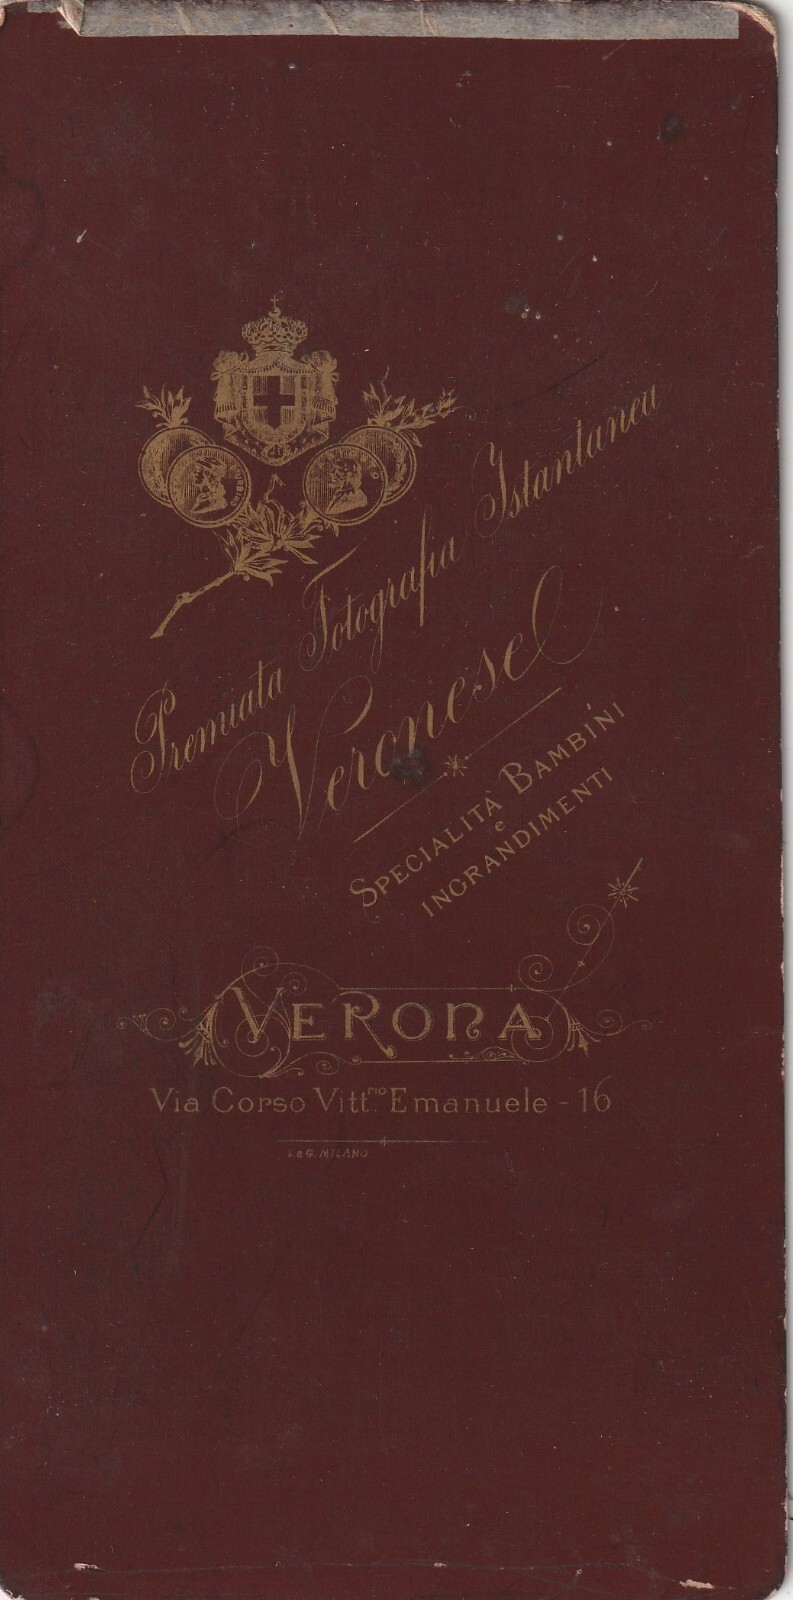 Premiata Fotografia Istantanea
Veronese
SPECIALITÀ BAMBINI
e
INGRANDIMENTI
VERONA
Via Corso Vitt.rio Emanuele - 16
L & G. MILANO